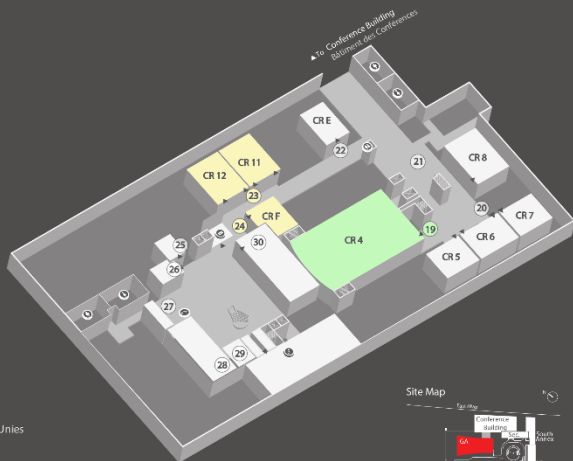 To Conference Building
Bâtiment des Conférences
CR E
22
CR 11
CR 12
21
CR 8
23
CR F
24
20
CR 7
19
CR 6
CR 4
CR 5
30
25
26
27
29
28
Unies
Site Map
Conference
Building
GA
South
Annex